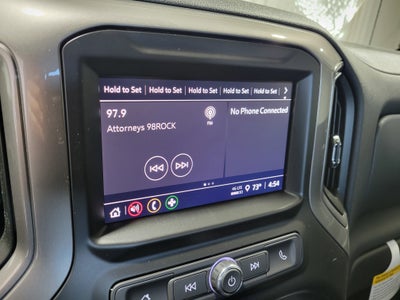 Hold to Set Hold to Set Hold to Set Hold to Set Hold to Set
97.9
FM
No Phone Connected
Attorneys 98ROCK
73° 4:54